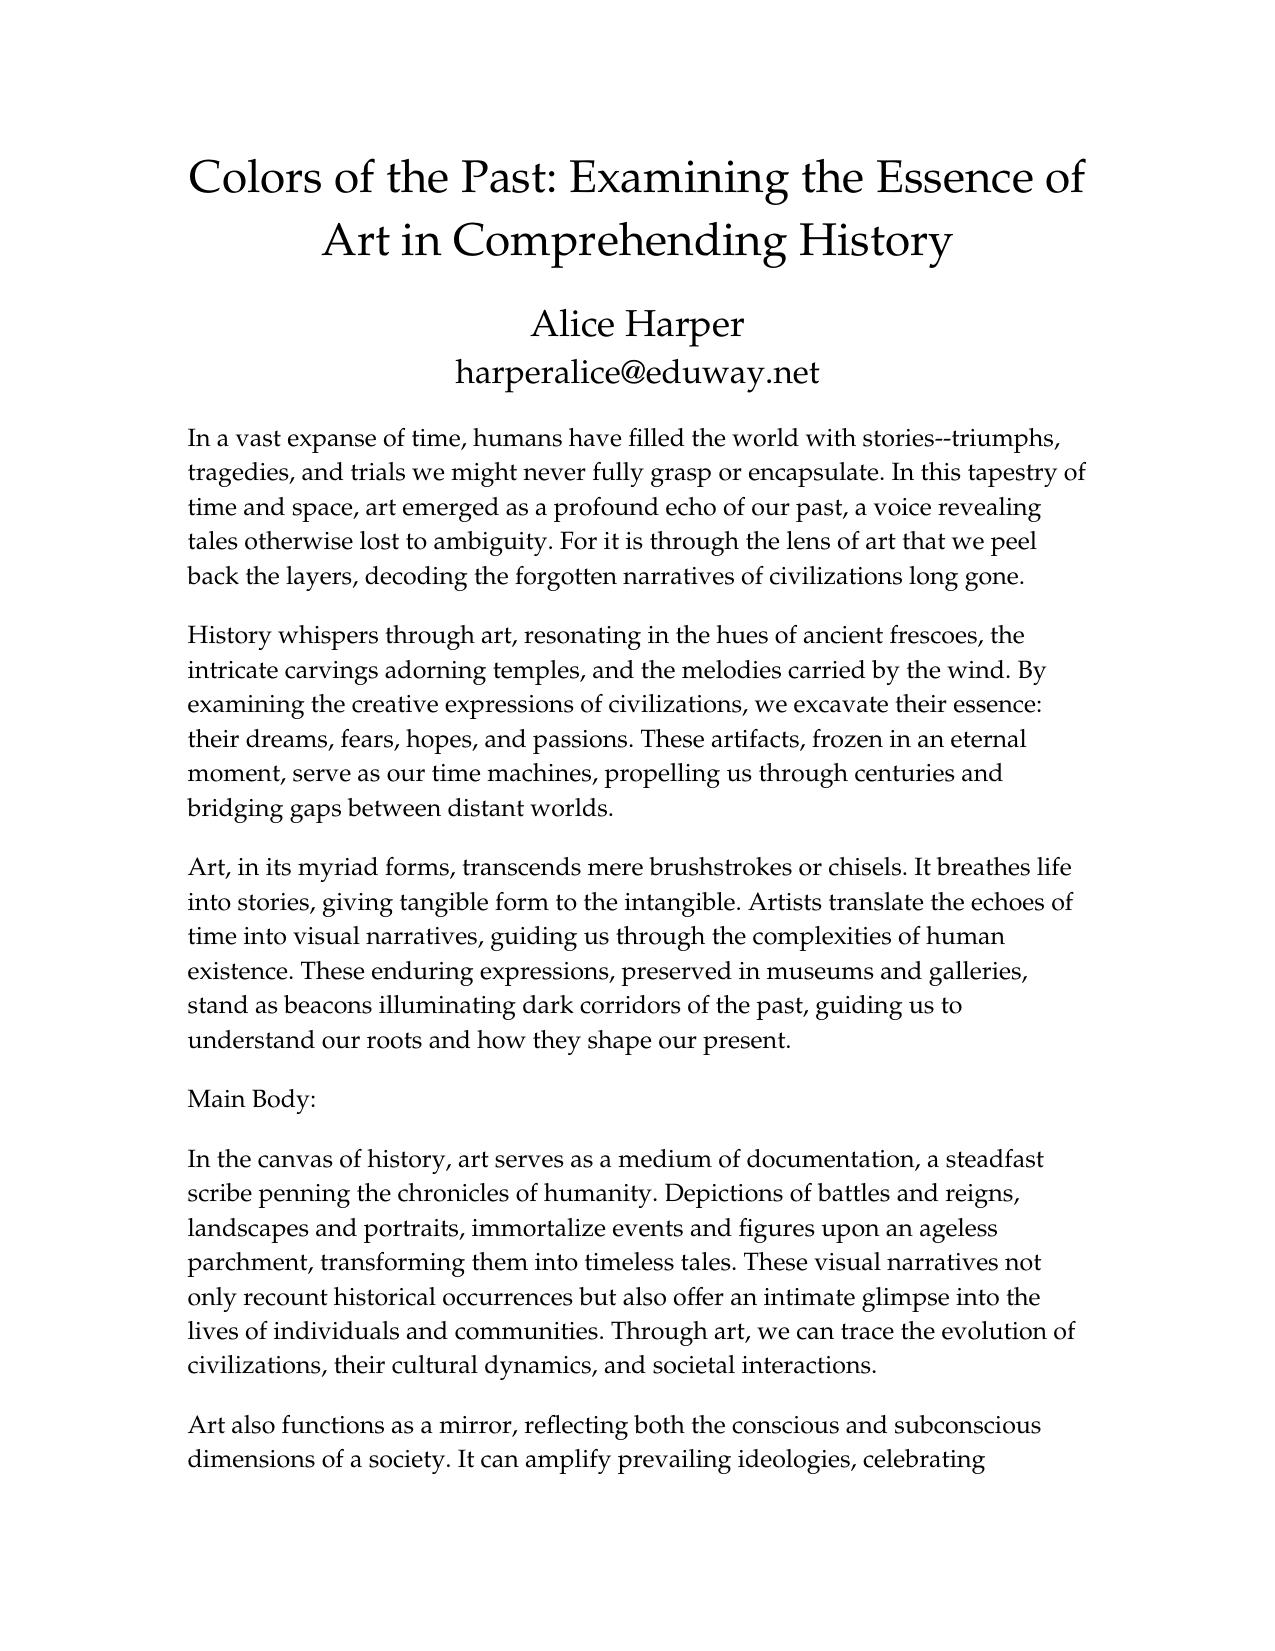 Colors of the Past: Examining the Essence of
Art in Comprehending History
Alice Harper
harperalice@eduway.net
In a vast expanse of time, humans have filled the world with stories--triumphs,
tragedies, and trials we might never fully grasp or encapsulate. In this tapestry of
time and space, art emerged as a profound echo of our past, a voice revealing
tales otherwise lost to ambiguity. For it is through the lens of art that we peel
back the layers, decoding the forgotten narratives of civilizations long gone.
History whispers through art, resonating in the hues of ancient frescoes, the
intricate carvings adorning temples, and the melodies carried by the wind. By
examining the creative expressions of civilizations, we excavate their essence:
their dreams, fears, hopes, and passions. These artifacts, frozen in an eternal
moment, serve as our time machines, propelling us through centuries and
bridging gaps between distant worlds.
Art, in its myriad forms, transcends mere brushstrokes or chisels. It breathes life
into stories, giving tangible form to the intangible. Artists translate the echoes of
time into visual narratives, guiding us through the complexities of human
existence. These enduring expressions, preserved in museums and galleries,
stand as beacons illuminating dark corridors of the past, guiding us to
understand our roots and how they shape our present.
Main Body:
In the canvas of history, art serves as a medium of documentation, a steadfast
scribe penning the chronicles of humanity. Depictions of battles and reigns,
landscapes and portraits, immortalize events and figures upon an ageless
parchment, transforming them into timeless tales. These visual narratives not
only recount historical occurrences but also offer an intimate glimpse into the
lives of individuals and communities. Through art, we can trace the evolution of
civilizations, their cultural dynamics, and societal interactions.
Art also functions as a mirror, reflecting both the conscious and subconscious
dimensions of a society. It can amplify prevailing ideologies, celebrating